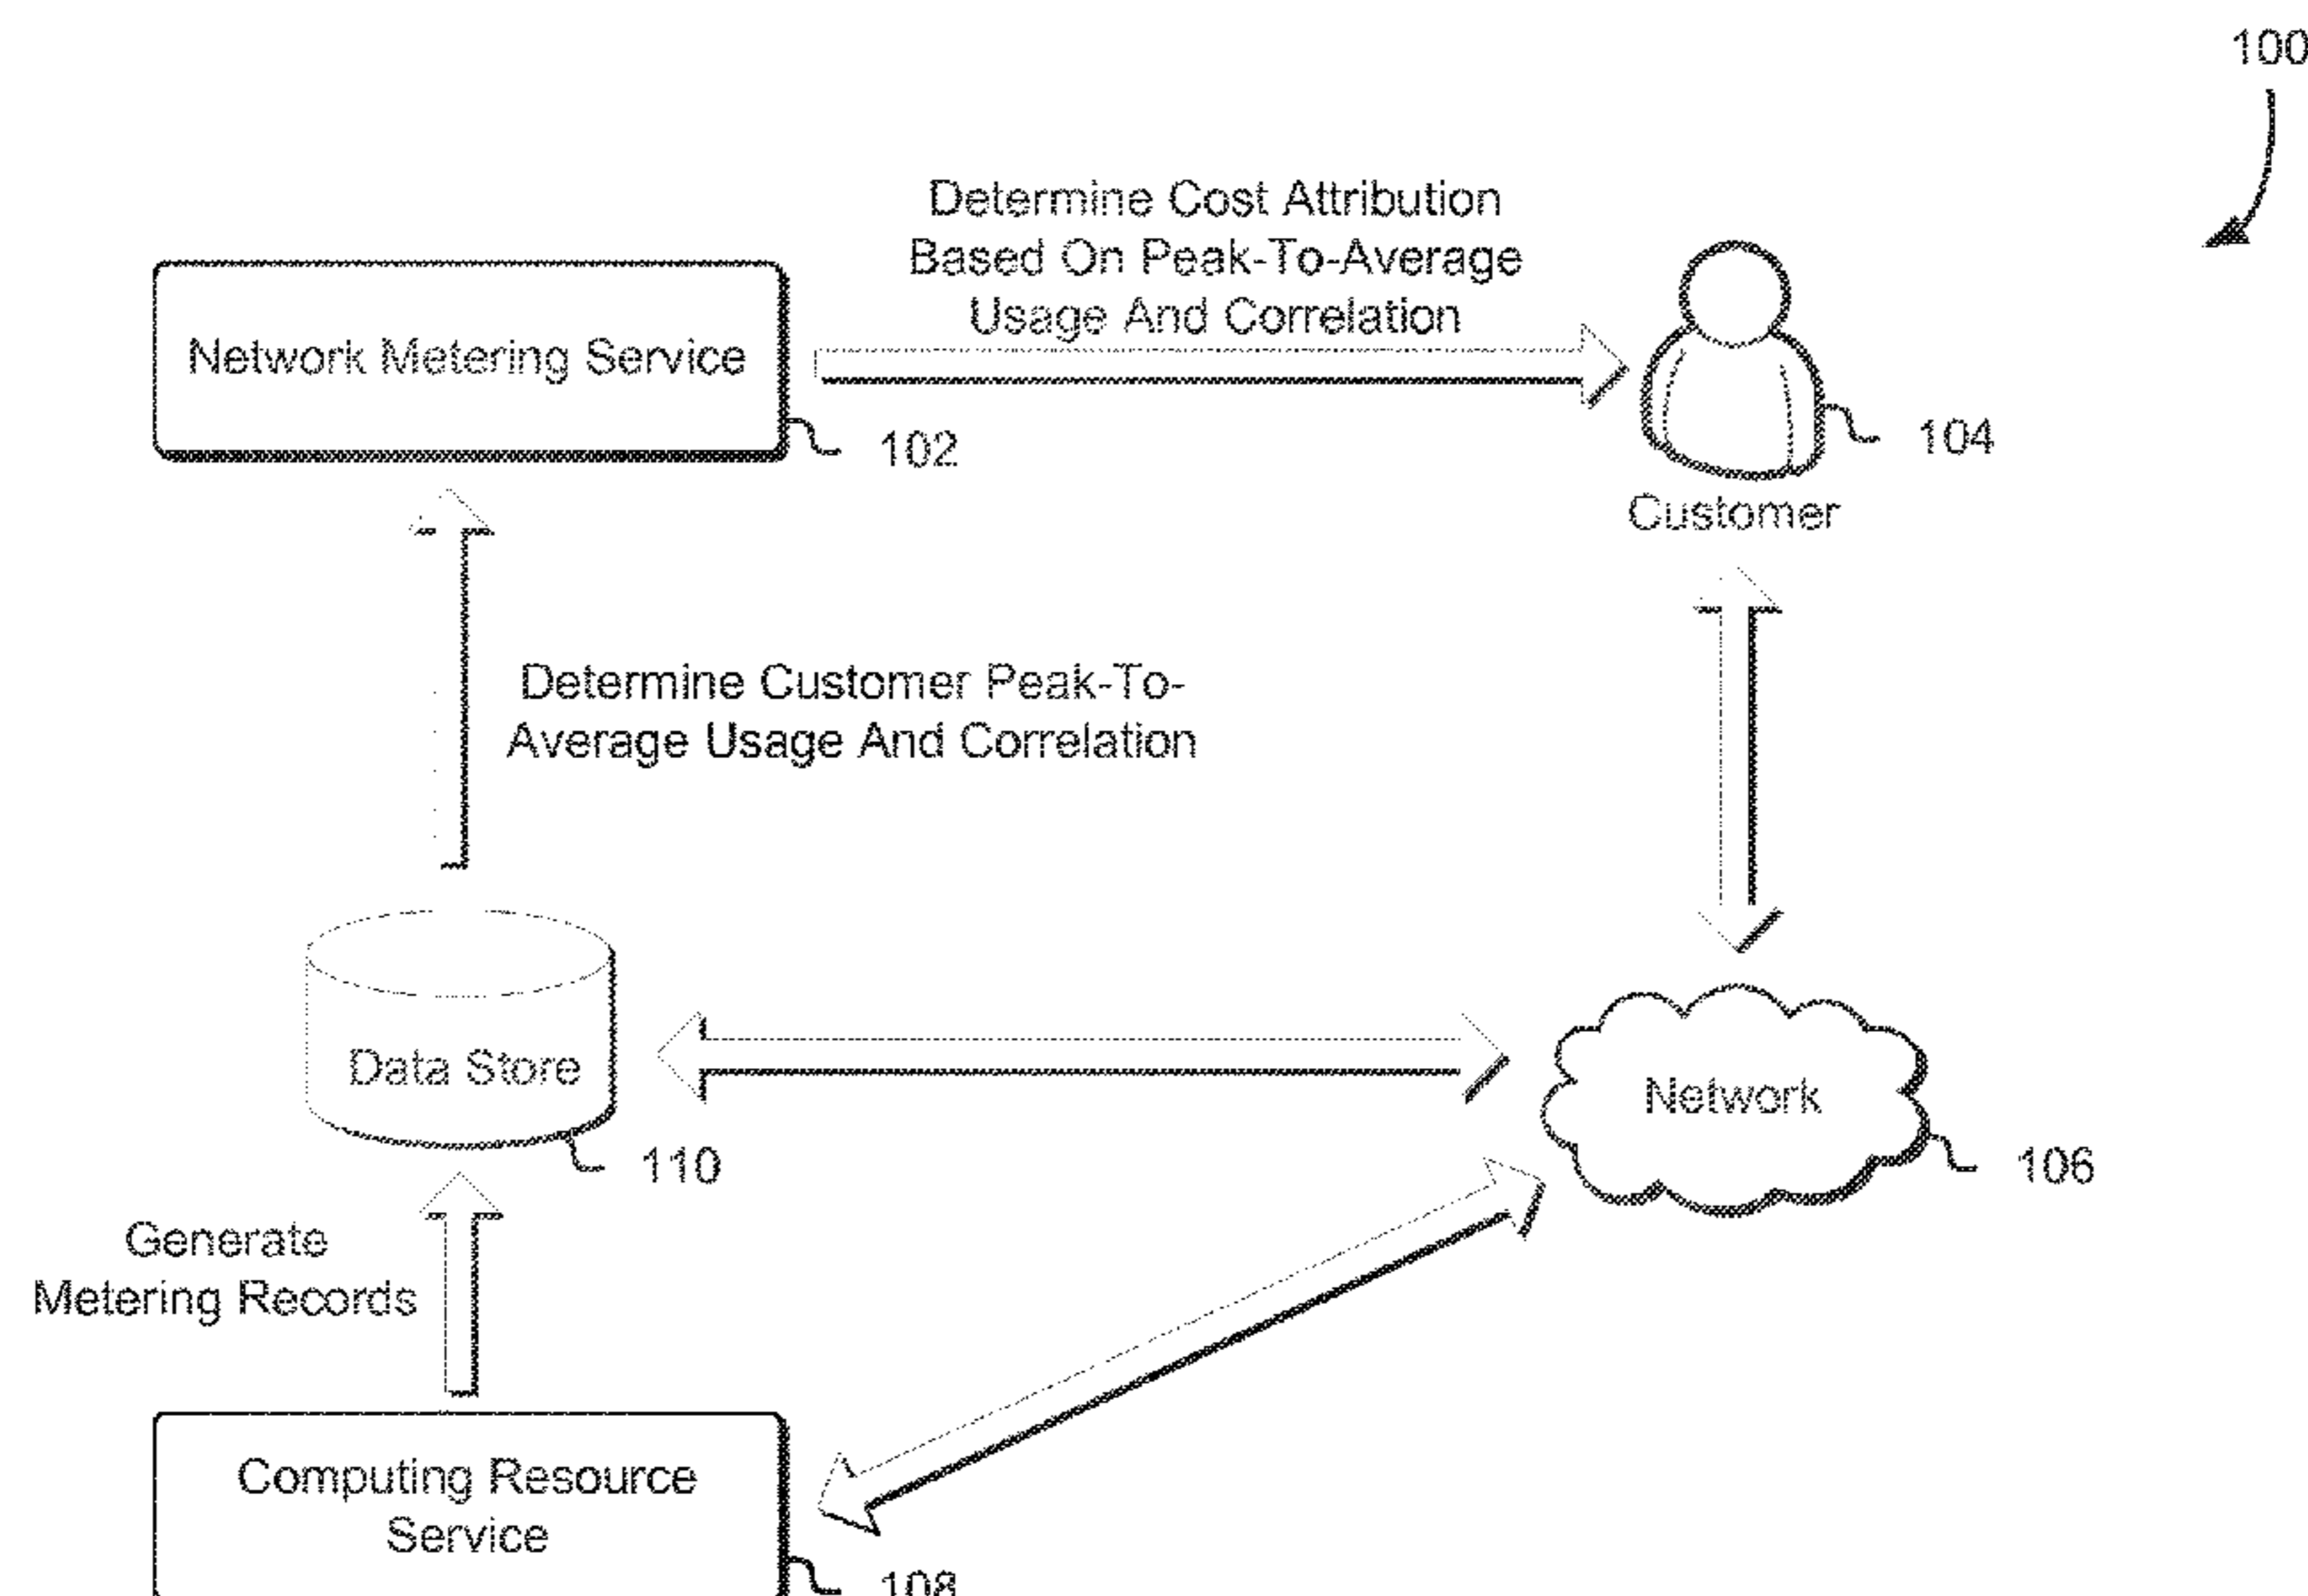 100
Determine Cost Attribution
Based On Peak-To-Average
Usage And Correlation
Network Metering Service
102
104
Customer
Determine Customer Peak-To-
Average Usage And Correlation
Data Store
Network
110
106
Generate
Metering Records
Computing Resource
Service
108